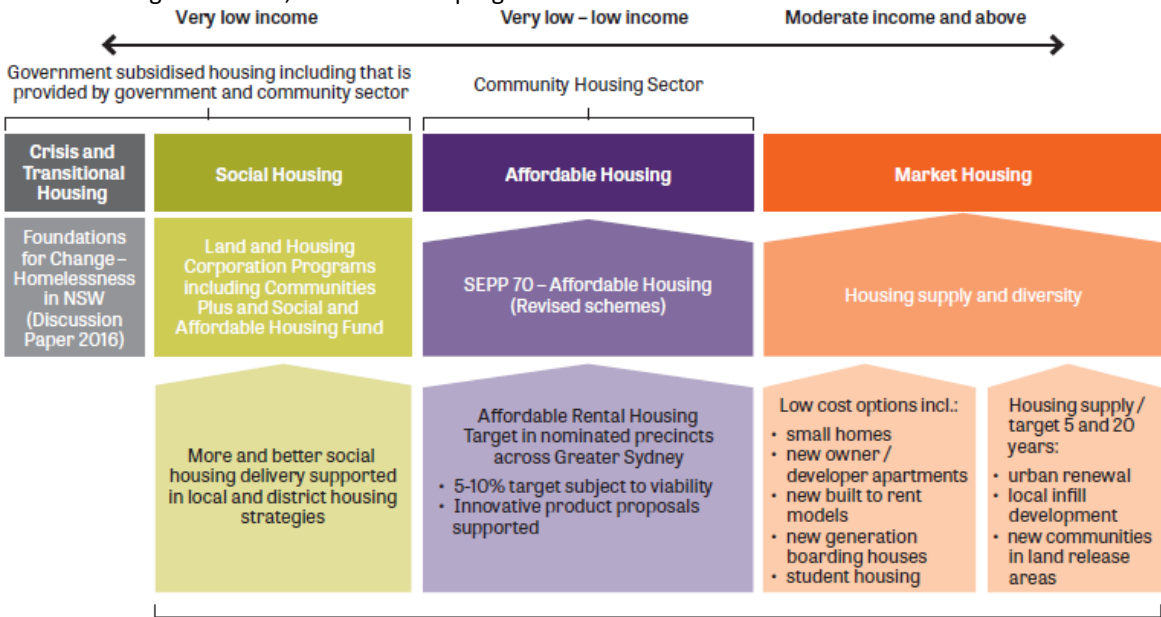 Very low income
Very low – low income
Moderate income and above
Government subsidised housing including that is
provided by government and community sector
Community Housing Sector
Crisis and
Transitional
Housing
Social Housing
Affordable Housing
Market Housing
Foundations
for Change –
Homelessness
in NSW
(Discussion
Paper 2016)
Land and Housing
Corporation Programs
including Communities
Plus and Social and
Affordable Housing Fund
SEPP 70 – Affordable Housing
(Revised schemes)
Housing supply and diversity
More and better social
housing delivery supported
in local and district housing
strategies
Affordable Rental Housing
Target in nominated precincts
across Greater Sydney
• 5-10% target subject to viability
• Innovative product proposals
supported
Low cost options incl.:
• small homes
• new owner /
developer apartments
• new built to rent
models
• new generation
boarding houses
• student housing
Housing supply /
target 5 and 20
years:
• urban renewal
• local infill
development
• new communities
in land release
areas